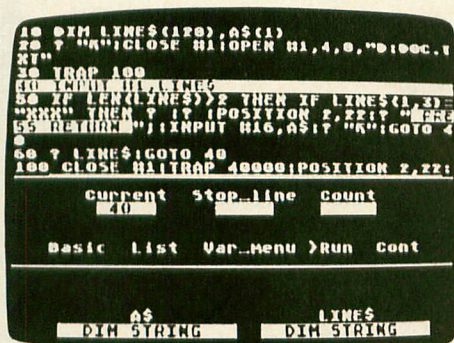 10 DIM LINE$(120),A$(1)
20 ? "K";CLOSE #1:OPEN #1,4,0,"D:DOC.T
XT"
30 TRAP 100
40 INPUT #1,LINE$
50 IF LEN(LINE$)>2 THEN IF LINE$(1,3)=
"XXX" THEN ? :? :POSITION 2,22:? " PRE
SS RETURN ";:INPUT #16,A$:? "K":GOTO 4
0
60 ? LINE$:GOTO 40
100 CLOSE #1:TRAP 40000:POSITION 2,22:
Current Stop_line Count
40
Basic List Var_Menu >Run Cont
A$ LINE$
DIM STRING DIM STRING